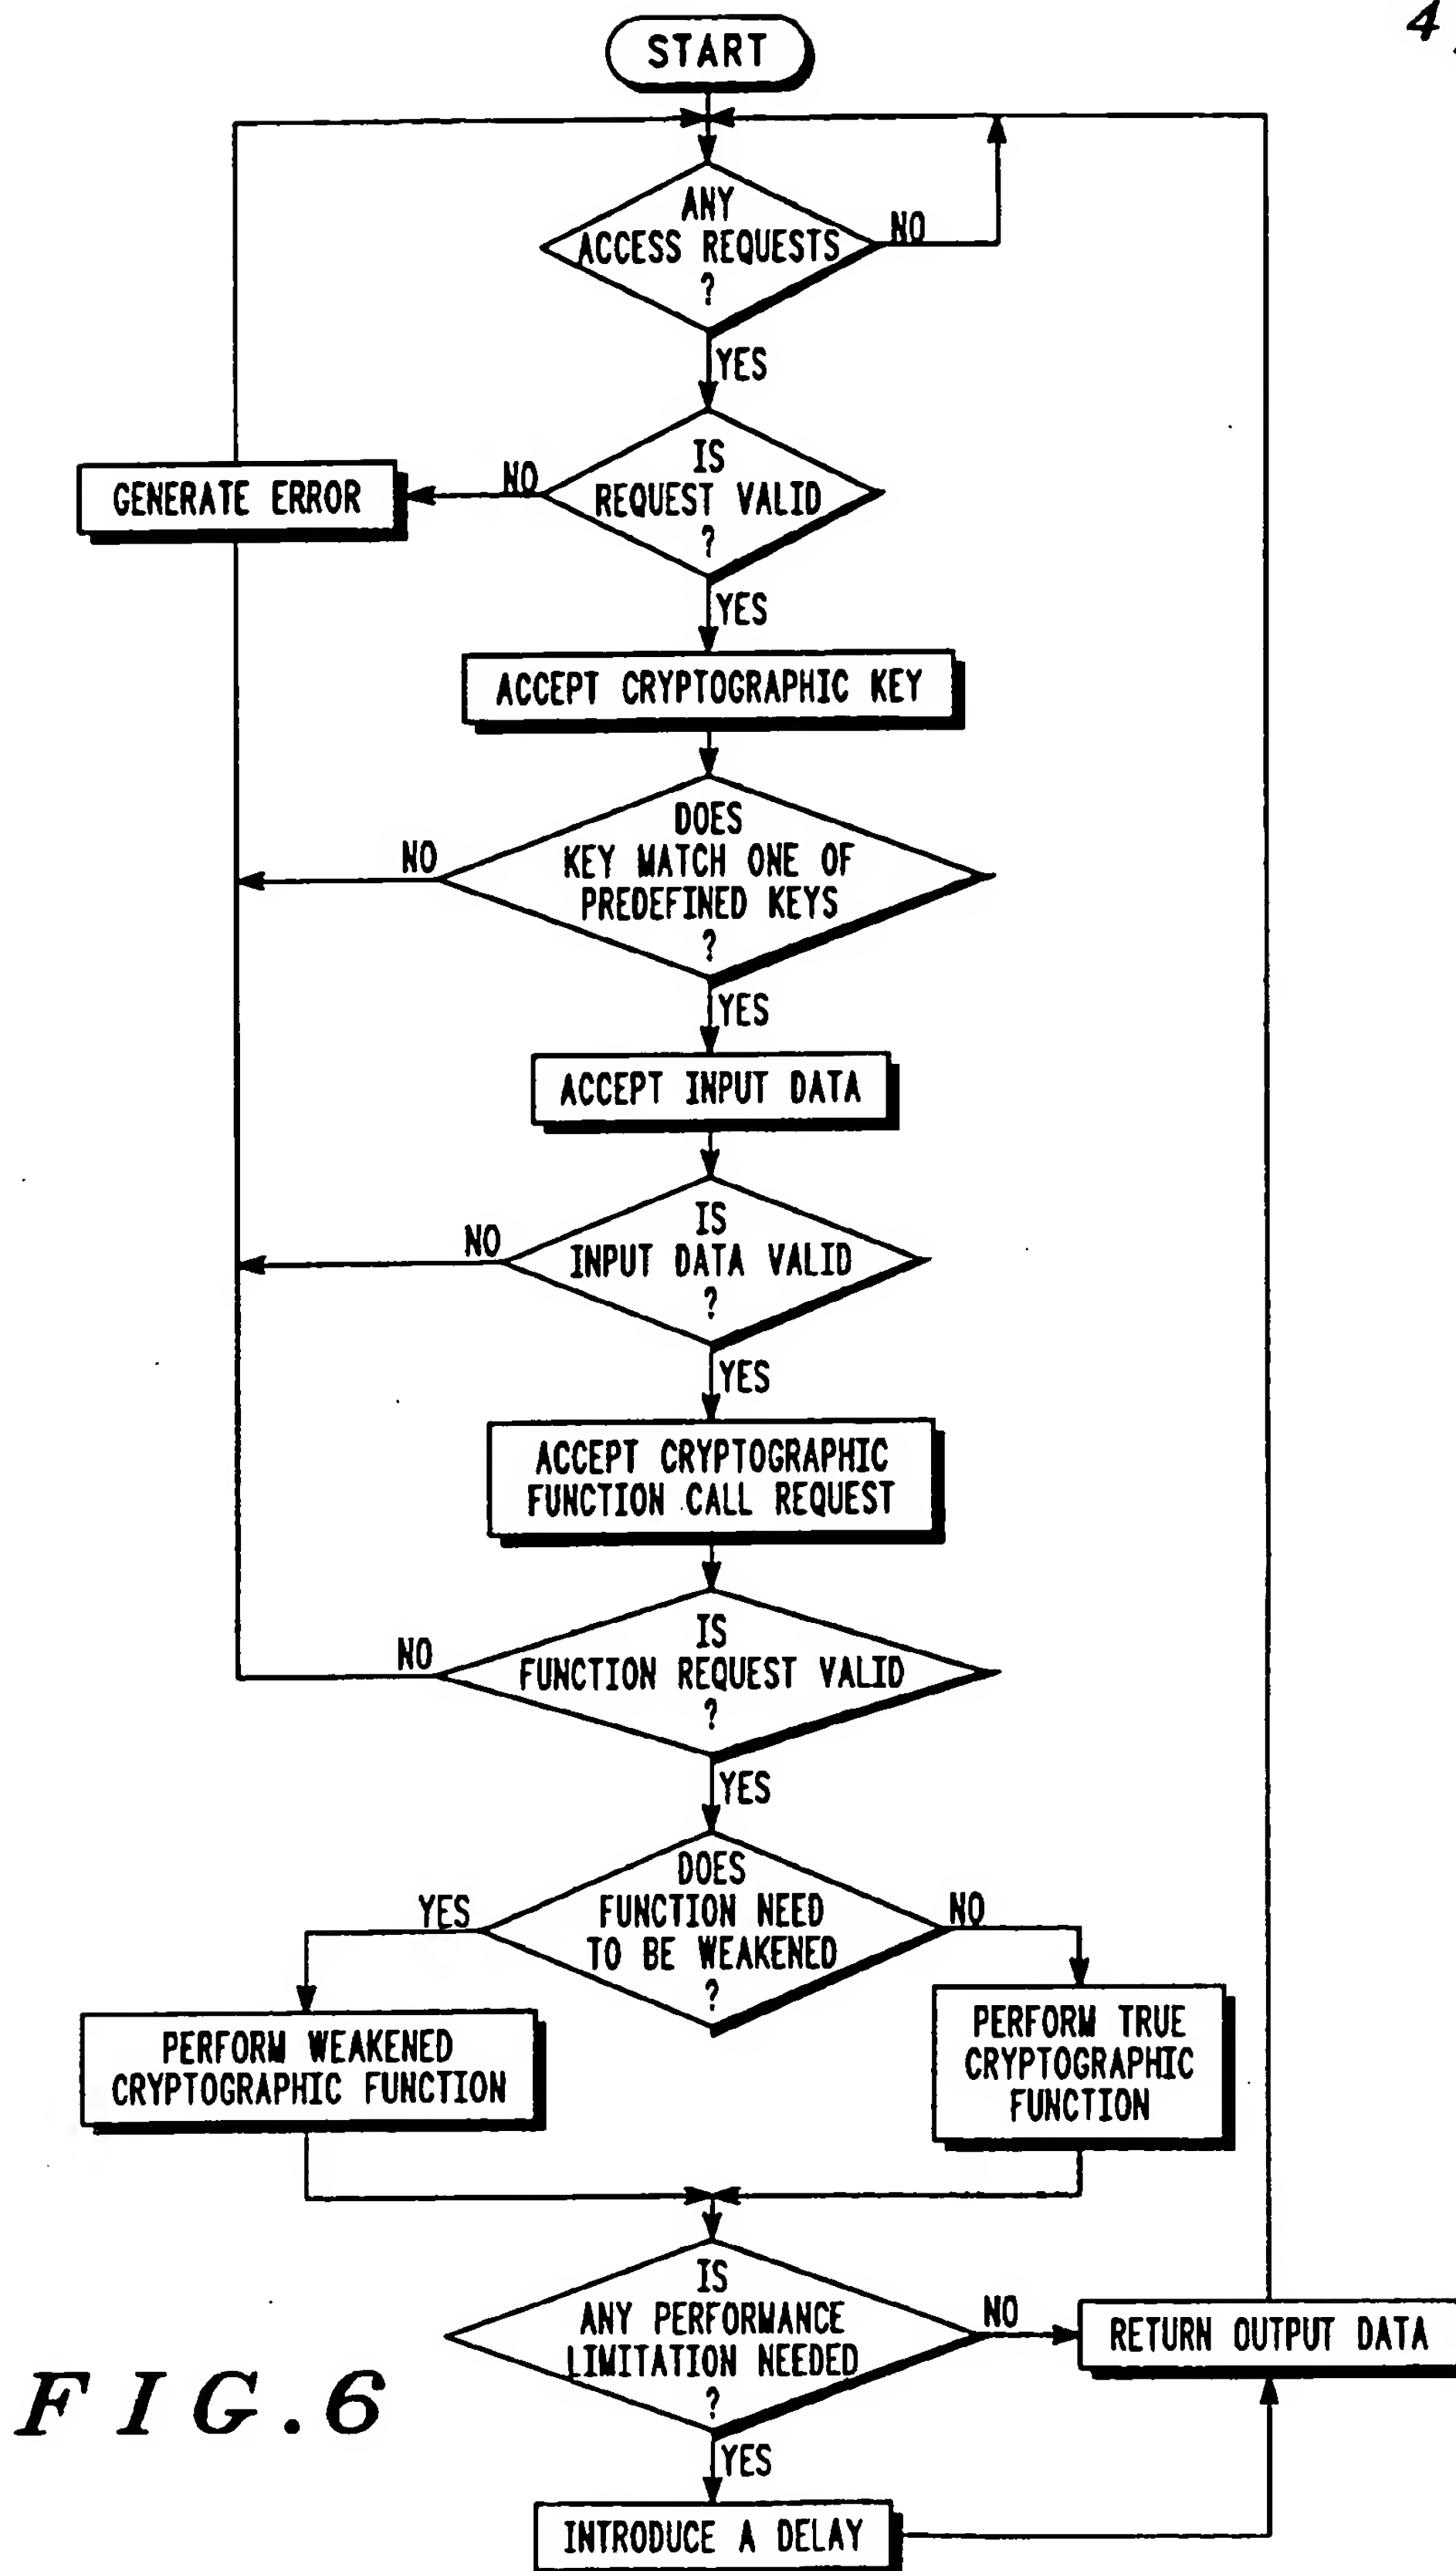 4
START
ANY
ACCESS REQUESTS
?
NO
YES
IS
REQUEST VALID
?
NO
GENERATE ERROR
YES
ACCEPT CRYPTOGRAPHIC KEY
DOES
KEY MATCH ONE OF
PREDEFINED KEYS
?
NO
YES
ACCEPT INPUT DATA
IS
INPUT DATA VALID
?
NO
YES
ACCEPT CRYPTOGRAPHIC
FUNCTION CALL REQUEST
IS
FUNCTION REQUEST VALID
?
NO
YES
DOES
FUNCTION NEED
TO BE WEAKENED
?
YES
NO
PERFORM WEAKENED
CRYPTOGRAPHIC FUNCTION
PERFORM TRUE
CRYPTOGRAPHIC
FUNCTION
IS
ANY PERFORMANCE
LIMITATION NEEDED
?
NO
RETURN OUTPUT DATA
YES
INTRODUCE A DELAY
FIG.6